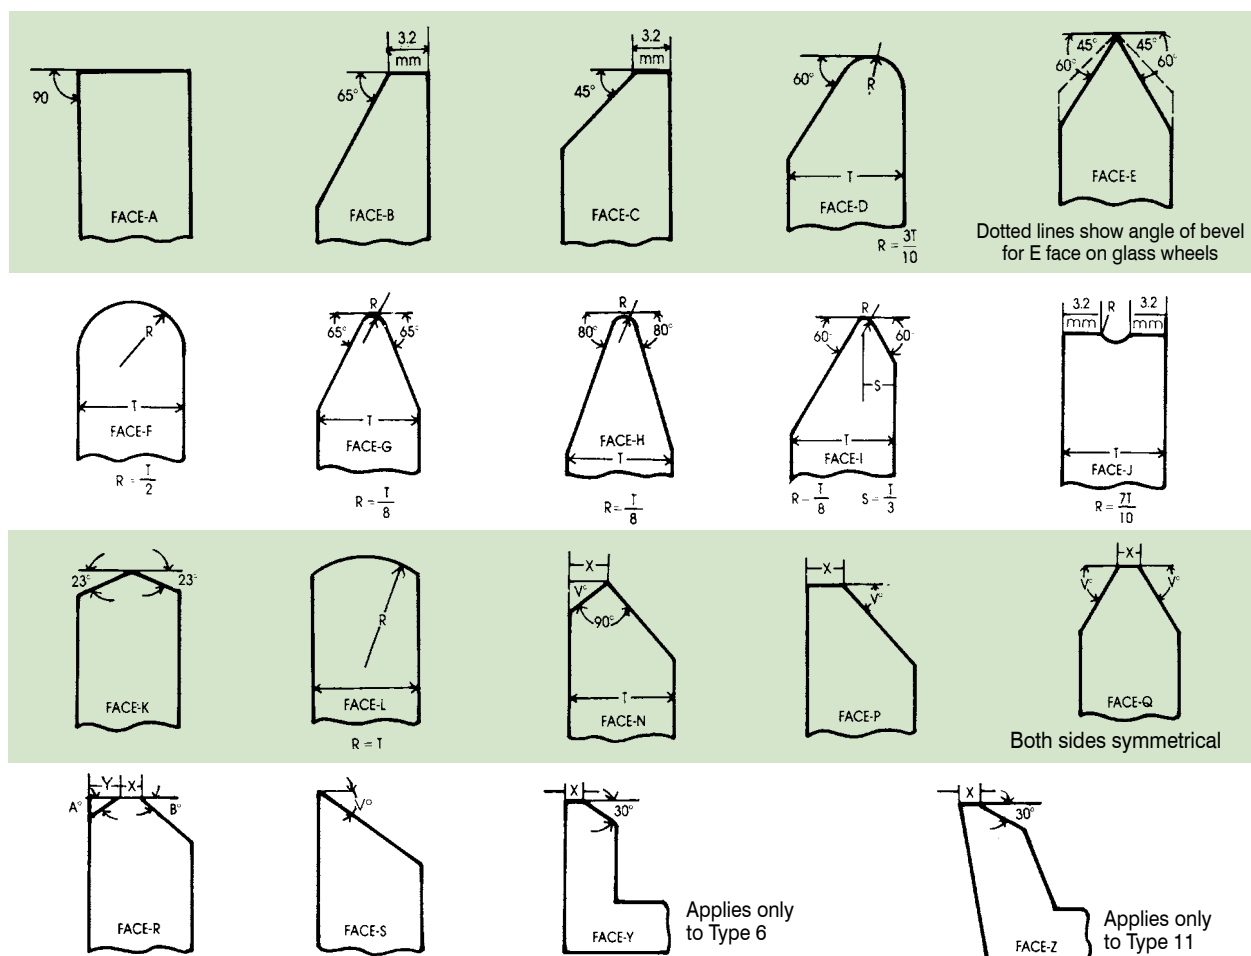 90
FACE-A
3.2
mm
65°
FACE-B
3.2
mm
45°
FACE-C
60°
R
T
FACE-D
R = 3T
10
45° 45°
60° 60°
FACE-E
Dotted lines show angle of bevel
for E face on glass wheels
R
T
FACE-F
R = T
2
R
65° 65°
T
FACE-G
R = T
8
R
80° 80°
FACE-H
T
R = T
8
R
60° 60°
S
T
FACE-I
R = T
8
S = T
3
3.2 R 3.2
mm mm
T
FACE-J
R = 7T
10
23° 23°
FACE-K
R
FACE-L
R = T
X
V°
90°
T
FACE-N
X
V°
FACE-P
X
V° V°
FACE-Q
Both sides symmetrical
Y X
A° B°
FACE-R
V°
FACE-S
X
30°
FACE-Y
Applies only
to Type 6
X
30°
FACE-Z
Applies only
to Type 11